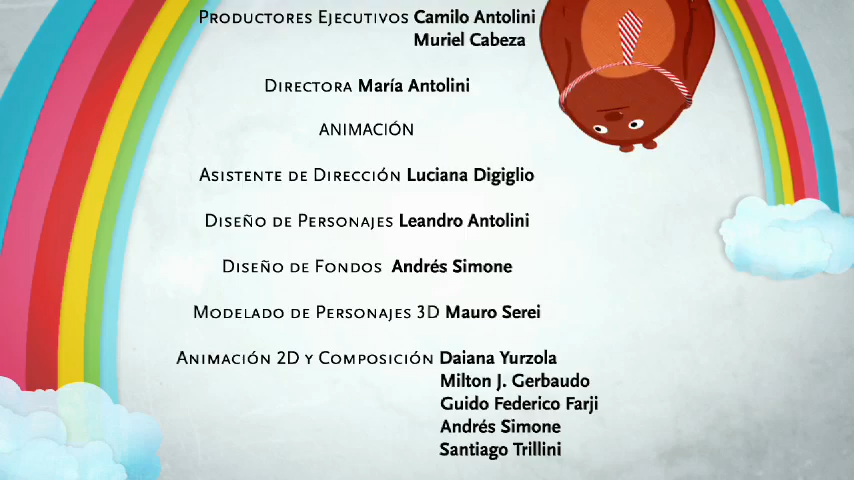 Productores Ejecutivos Camilo Antolini
Muriel Cabeza
Directora María Antolini
ANIMACIÓN
Asistente de Dirección Luciana Digiglio
Diseño de Personajes Leandro Antolini
Diseño de Fondos Andrés Simone
Modelado de Personajes 3D Mauro Serei
Animación 2D y Composición Daiana Yurzola
Milton J. Gerbaudo
Guido Federico Farji
Andrés Simone
Santiago Trillini